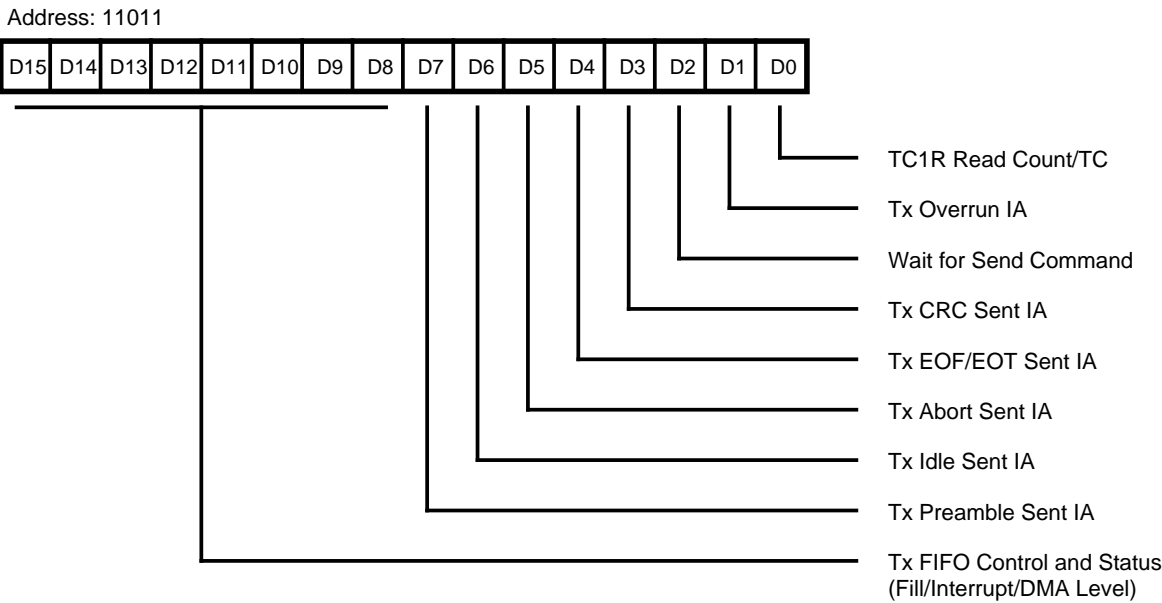 Address: 11011
D15 D14 D13 D12 D11 D10 D9 D8 D7 D6 D5 D4 D3 D2 D1 D0
TC1R Read Count/TC
Tx Overrun IA
Wait for Send Command
Tx CRC Sent IA
Tx EOF/EOT Sent IA
Tx Abort Sent IA
Tx Idle Sent IA
Tx Preamble Sent IA
Tx FIFO Control and Status
(Fill/Interrupt/DMA Level)